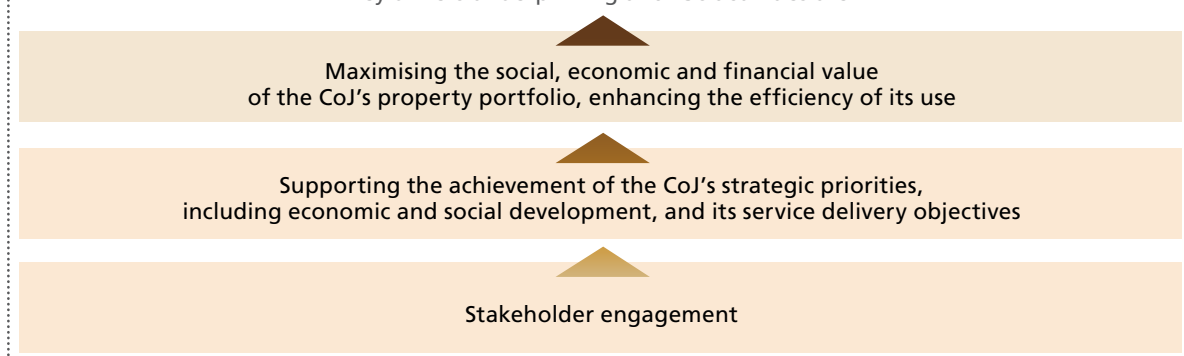 Maximising the social, economic and financial value
of the CoJ's property portfolio, enhancing the efficiency of its use
Supporting the achievement of the CoJ's strategic priorities,
including economic and social development, and its service delivery objectives
Stakeholder engagement